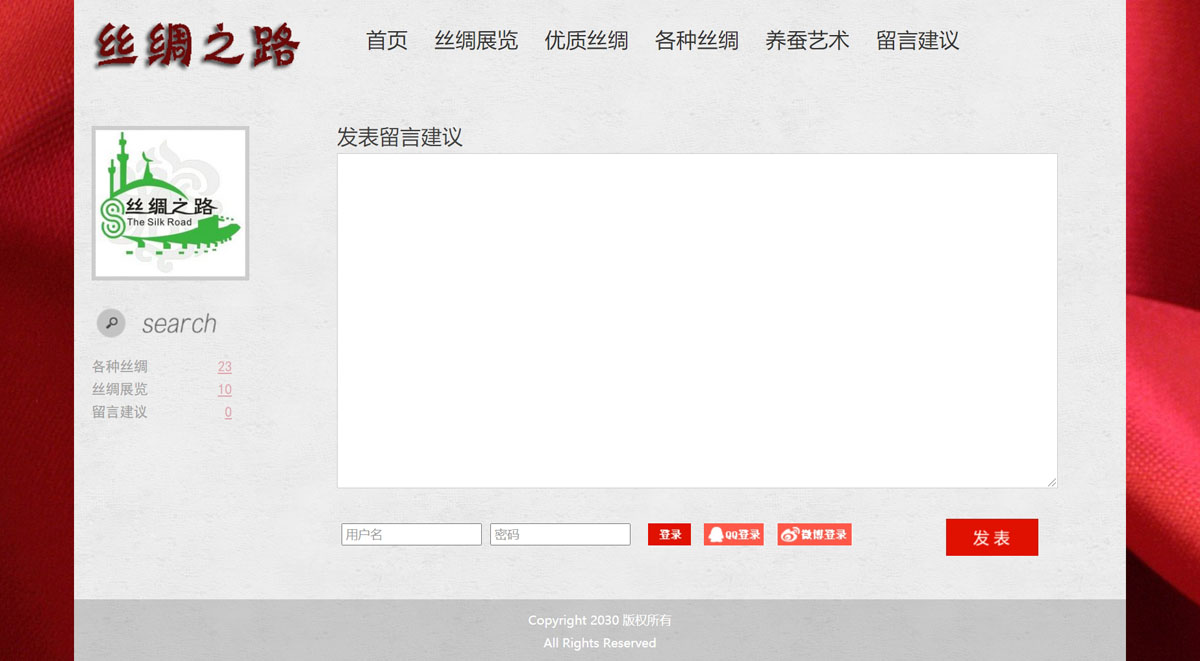 丝绸之路
首页 丝绸展览 优质丝绸 各种丝绸 养蚕艺术 留言建议
丝绸之路
The Silk Road
search
各种丝绸 23
丝绸展览 10
留言建议 0
发表留言建议
用户名 密码 登录 QQ登录 微博登录 发表
Copyright 2030 版权所有
All Rights Reserved